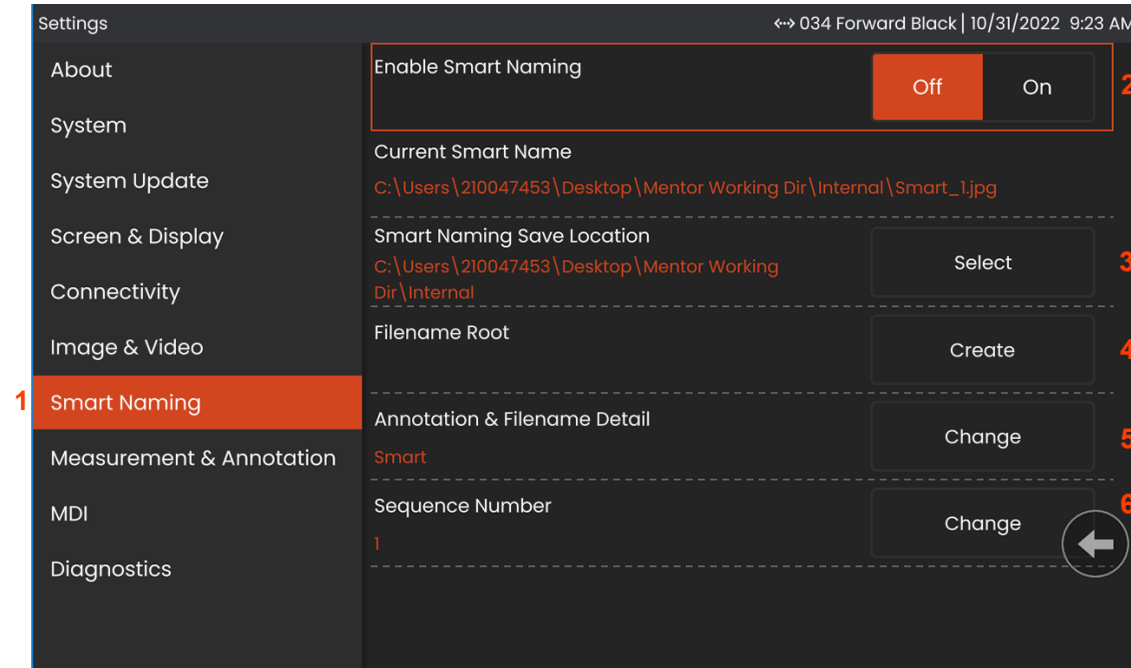 Settings
034 Forward Black | 10/31/2022 9:23 AM
About
System
System Update
Screen & Display
Connectivity
Image & Video
1 Smart Naming
Measurement & Annotation
MDI
Diagnostics
Enable Smart Naming
Off On 2
Current Smart Name
C:\Users\210047453\Desktop\Mentor Working Dir\Internal\Smart_1.jpg
Smart Naming Save Location
C:\Users\210047453\Desktop\Mentor Working
Dir\Internal
Select 3
Filename Root
Create 4
Annotation & Filename Detail
Smart
Change 5
Sequence Number
1
Change 6